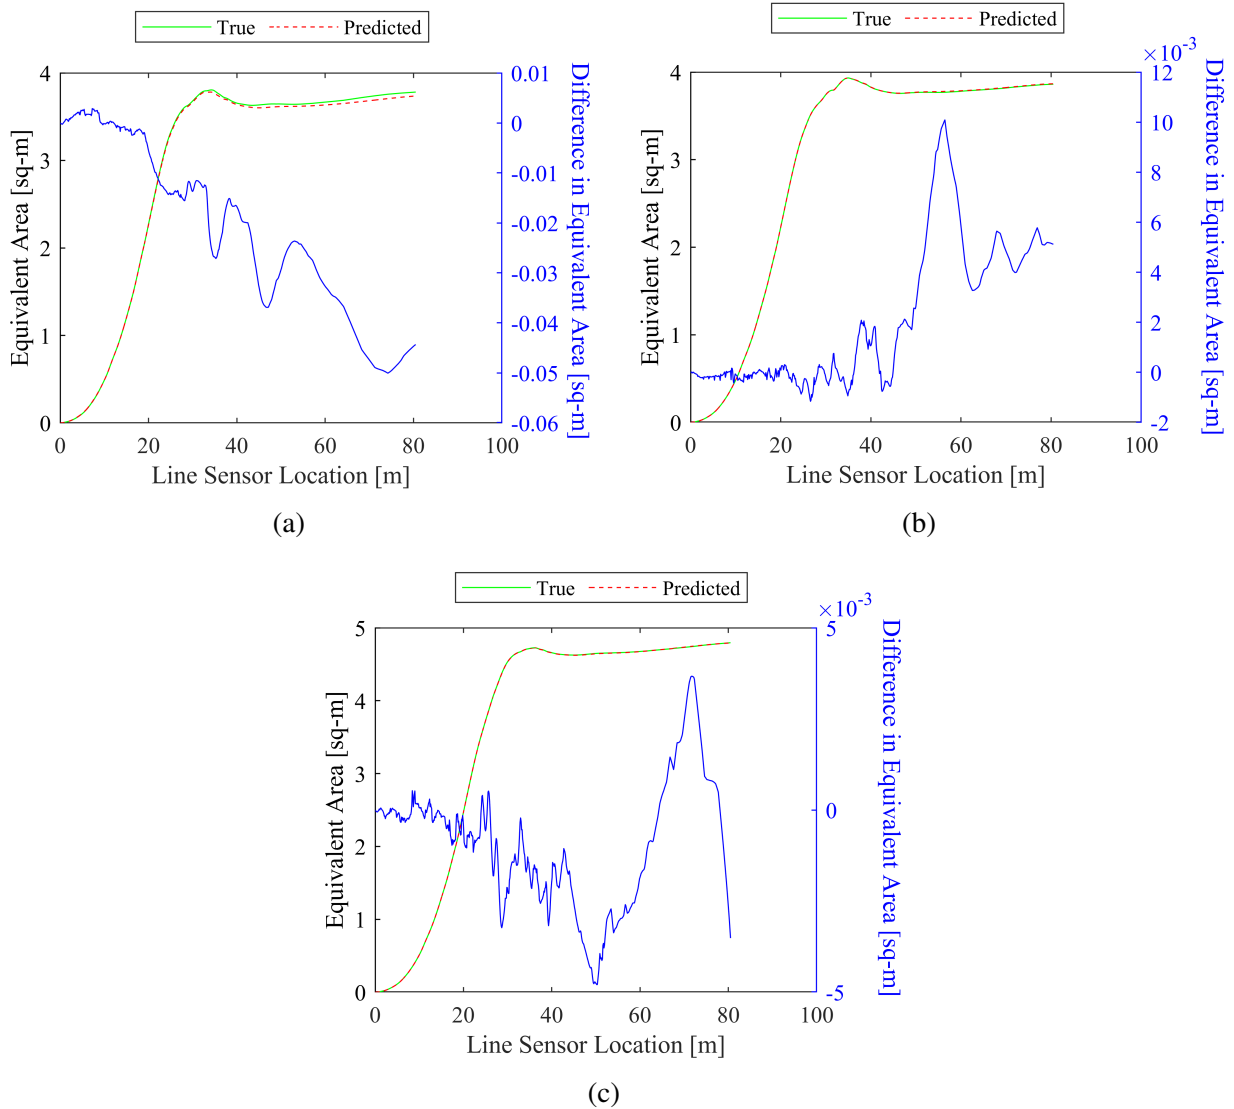 True Predicted
4
3
2
1
0
Equivalent Area [sq-m]
0.01
0
-0.01
-0.02
-0.03
-0.04
-0.05
-0.06
Difference in Equivalent Area [sq-m]
0 20 40 60 80 100
Line Sensor Location [m]
(a)
True Predicted
4
3
2
1
0
Equivalent Area [sq-m]
×10-3
12
10
8
6
4
2
0
-2
Difference in Equivalent Area [sq-m]
0 20 40 60 80 100
Line Sensor Location [m]
(b)
True Predicted
5
4
3
2
1
0
Equivalent Area [sq-m]
×10-3
5
0
-5
Difference in Equivalent Area [sq-m]
0 20 40 60 80 100
Line Sensor Location [m]
(c)